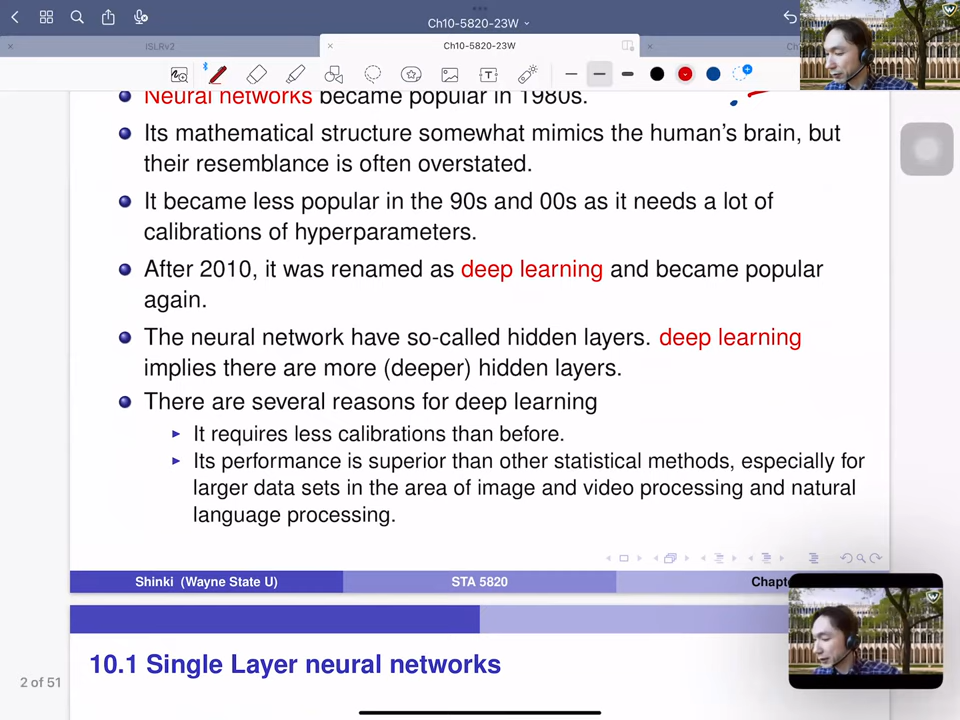 Ch10-5820-23W
ISLRv2
Ch10-5820-23W
Ch
Neural networks became popular in 1980s.
Its mathematical structure somewhat mimics the human's brain, but
their resemblance is often overstated.
It became less popular in the 90s and 00s as it needs a lot of
calibrations of hyperparameters.
After 2010, it was renamed as deep learning and became popular
again.
The neural network have so-called hidden layers. deep learning
implies there are more (deeper) hidden layers.
There are several reasons for deep learning
It requires less calibrations than before.
Its performance is superior than other statistical methods, especially for
larger data sets in the area of image and video processing and natural
language processing.
Shinki (Wayne State U)
STA 5820
Chapte
10.1 Single Layer neural networks
2 of 51